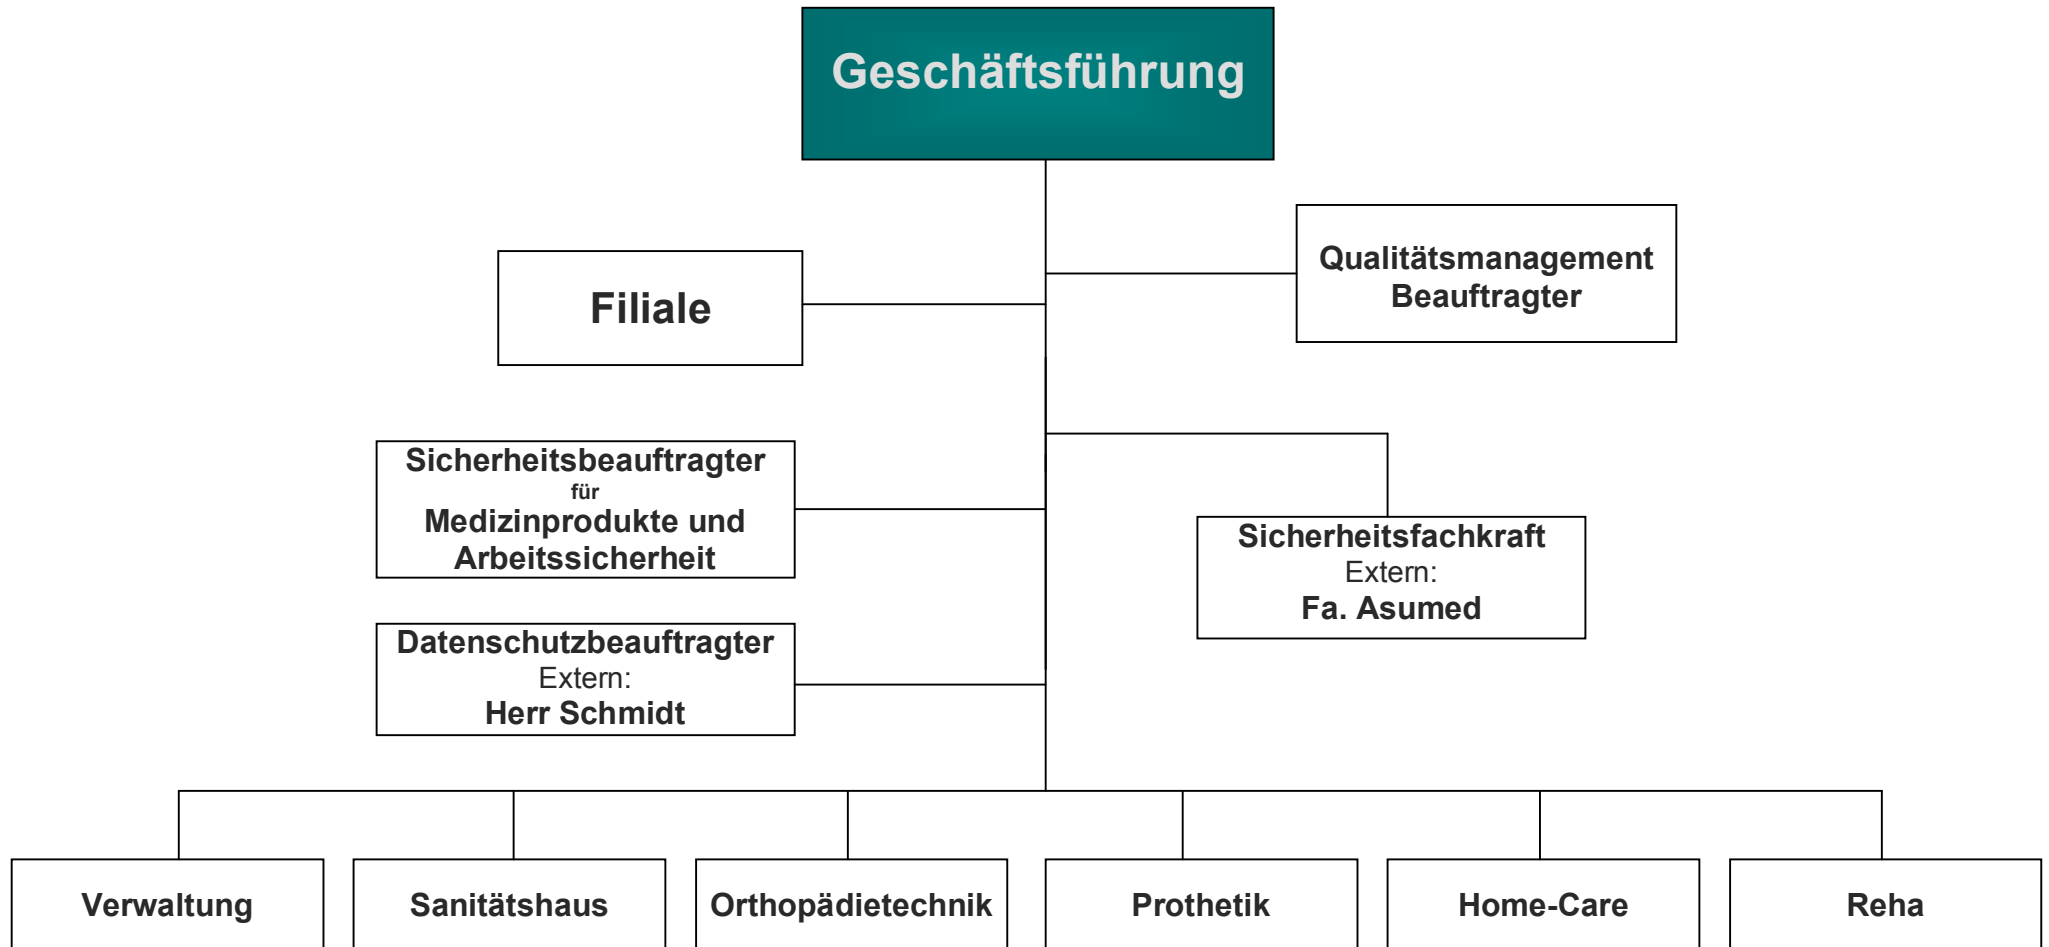 Geschäftsführung
Qualitätsmanagement
Beauftragter
Filiale
Sicherheitsbeauftragter
für
Medizinprodukte und
Arbeitssicherheit
Sicherheitsfachkraft
Extern:
Fa. Asumed
Datenschutzbeauftragter
Extern:
Herr Schmidt
Verwaltung
Sanitätshaus
Orthopädietechnik
Prothetik
Home-Care
Reha